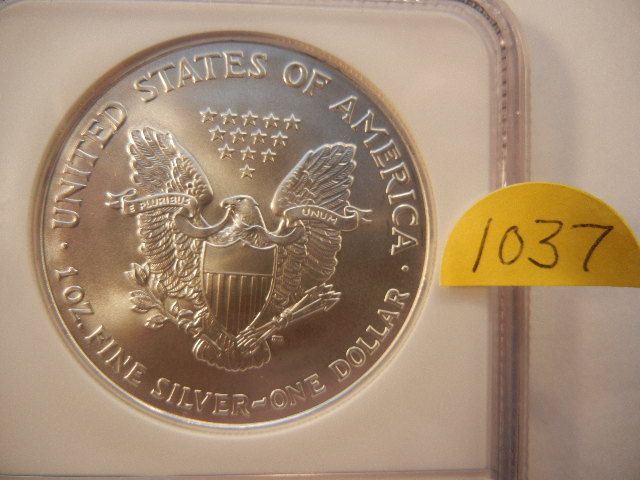 UNITED STATES OF AMERICA
E PLURIBUS UNUM
1 OZ. FINE SILVER~ONE DOLLAR
1037